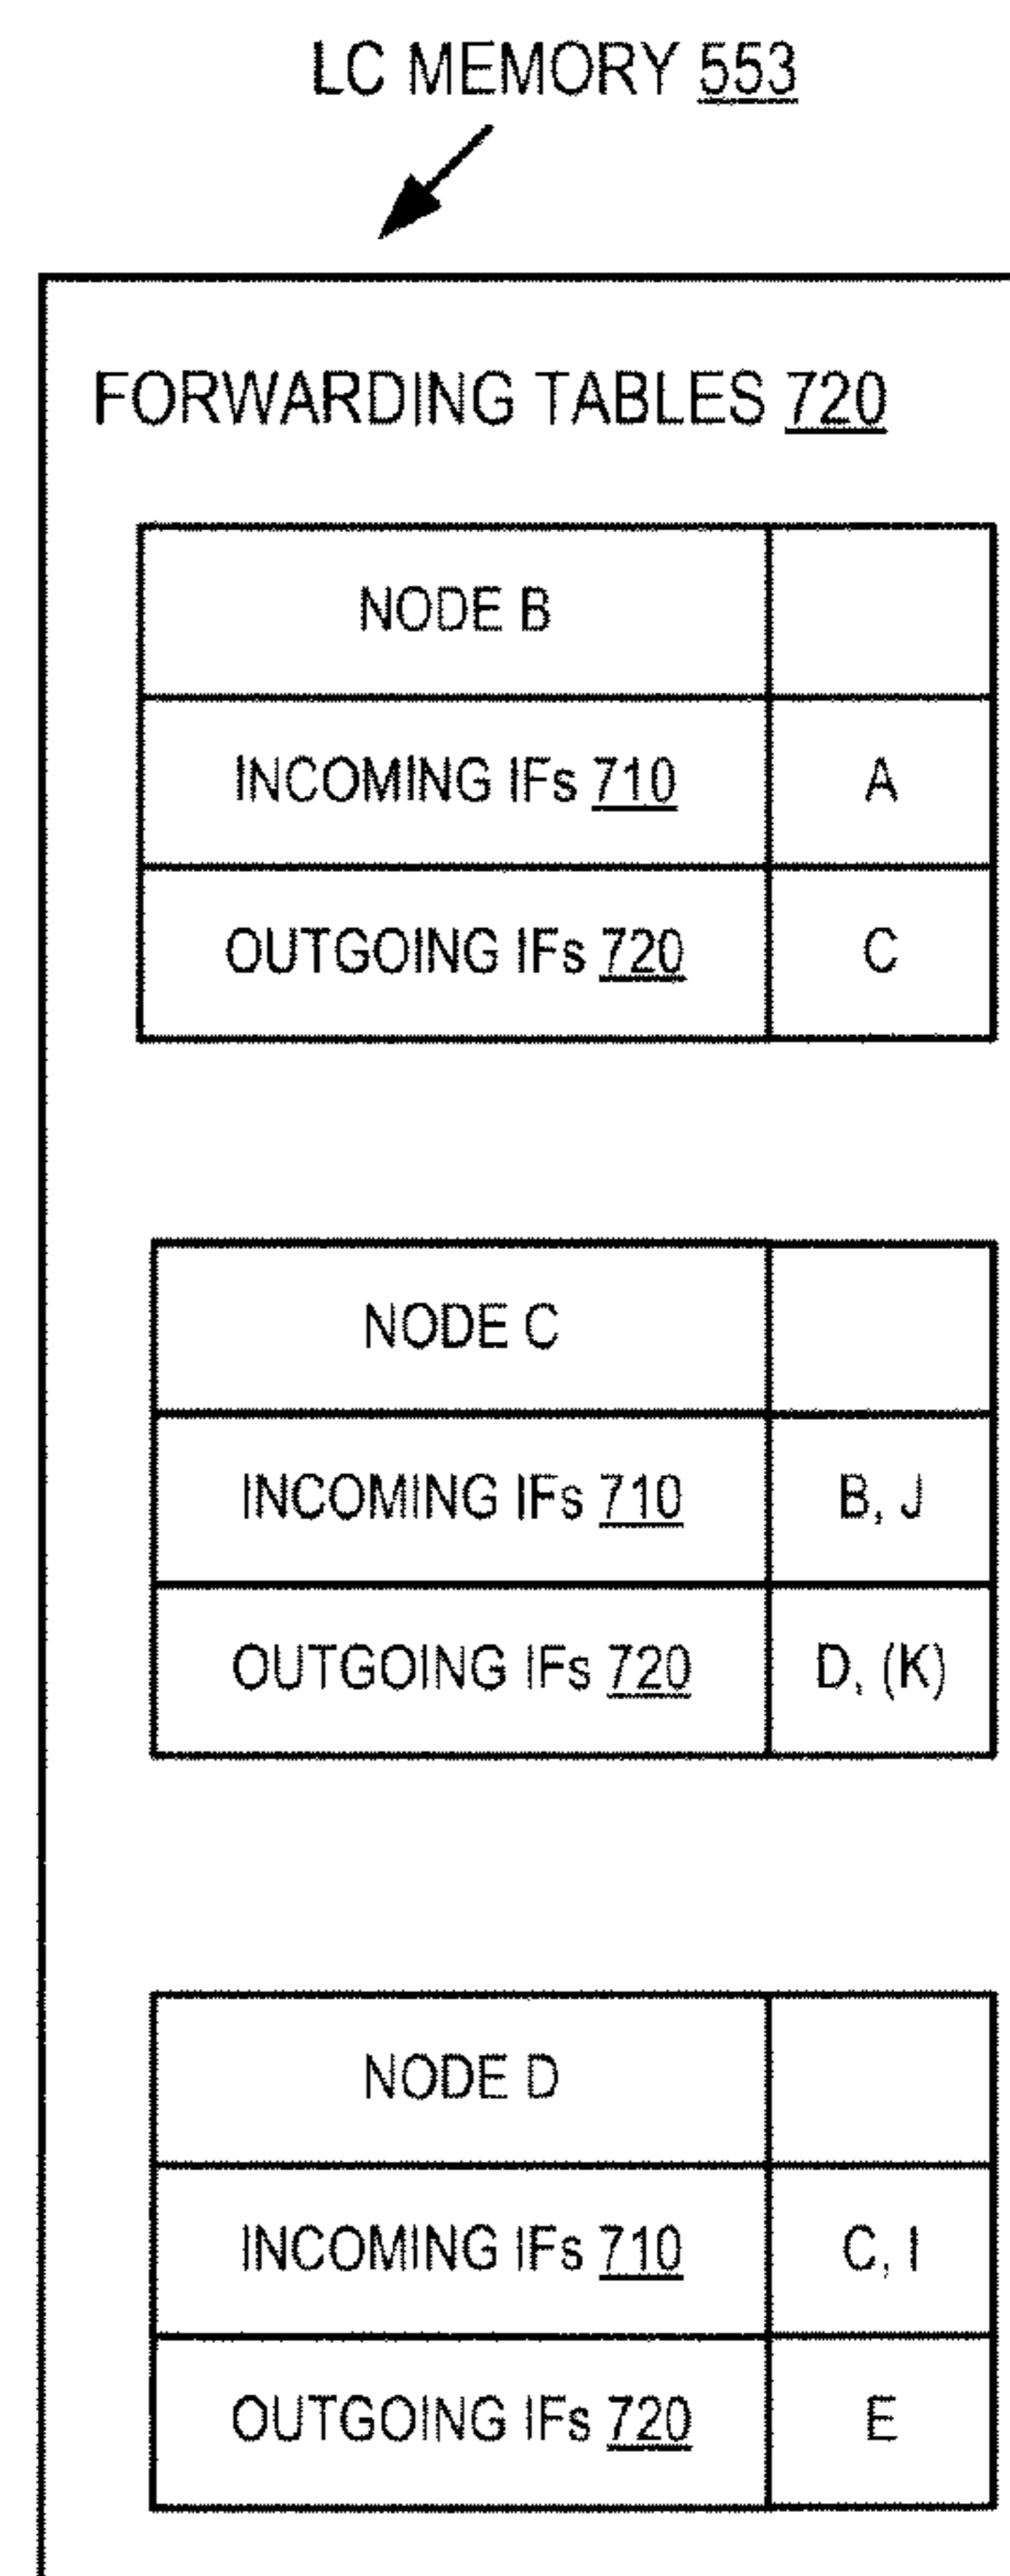 LC MEMORY 553
FORWARDING TABLES 720
NODE B
INCOMING IFs 710 A
OUTGOING IFs 720 C
NODE C
INCOMING IFs 710 B, J
OUTGOING IFs 720 D, (K)
NODE D
INCOMING IFs 710 C, I
OUTGOING IFs 720 E